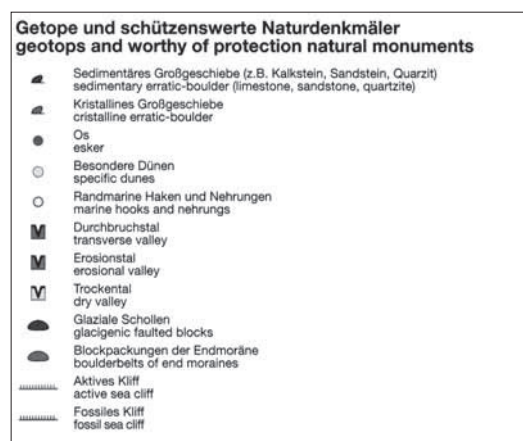 Getope und schützenswerte Naturdenkmäler
geotops and worthy of protection natural monuments
Sedimentäres Großgeschiebe (z.B. Kalkstein, Sandstein, Quarzit)
sedimentary erratic-boulder (limestone, sandstone, quartzite)
Kristallines Großgeschiebe
cristalline erratic-boulder
Os
esker
Besondere Dünen
specific dunes
Randmarine Haken und Nehrungen
marine hooks and nehrungs
Durchbruchstal
transverse valley
Erosionstal
erosional valley
Trockental
dry valley
Glaziale Schollen
glacigenic faulted blocks
Blockpackungen der Endmoräne
boulderbelts of end moraines
Aktives Kliff
active sea cliff
Fossiles Kliff
fossil sea cliff